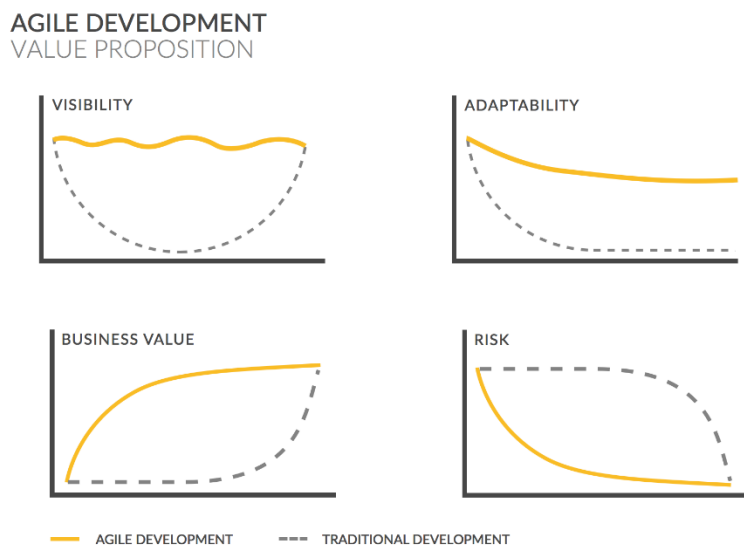 AGILE DEVELOPMENT
VALUE PROPOSITION
VISIBILITY
ADAPTABILITY
BUSINESS VALUE
RISK
AGILE DEVELOPMENT
TRADITIONAL DEVELOPMENT